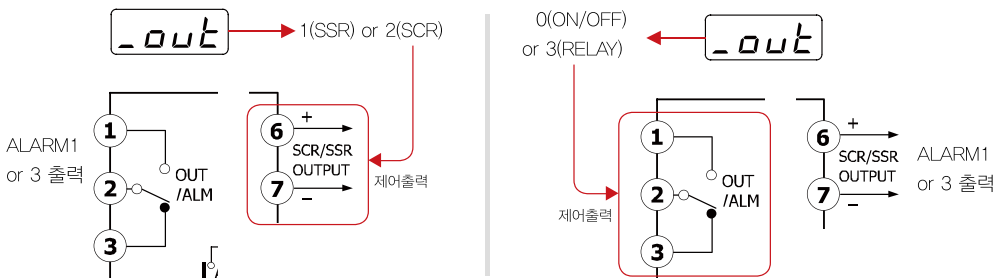 _out
1(SSR) or 2(SCR)
ALARM1
or 3 출력
1
2
3
OUT
/ALM
6
7
+
SCR/SSR
OUTPUT
−
제어출력
0(ON/OFF)
or 3(RELAY)
_out
제어출력
1
2
3
OUT
/ALM
6
7
+
SCR/SSR
OUTPUT
−
ALARM1
or 3 출력